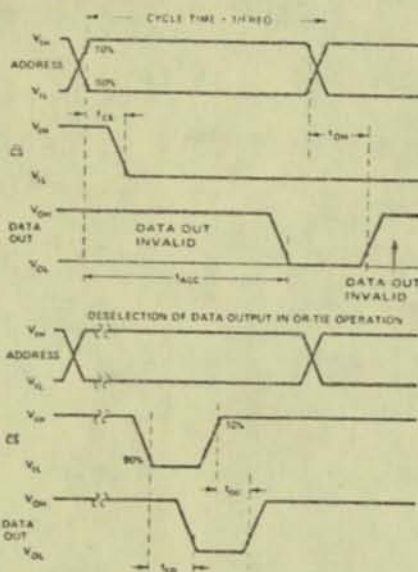 CYCLE TIME = 1/FREQ
VIH
ADDRESS
10%
90%
VIL
tCS
VIH
tOH
CS
VIL
VOH
DATA OUT
DATA OUT INVALID
VOL
tACC
DATA OUT INVALID
DESELECTION OF DATA OUTPUT IN OR-TIE OPERATION
VIH
ADDRESS
VIL
VIH
10%
CS
90%
VIL
VOH
DATA OUT
VOL